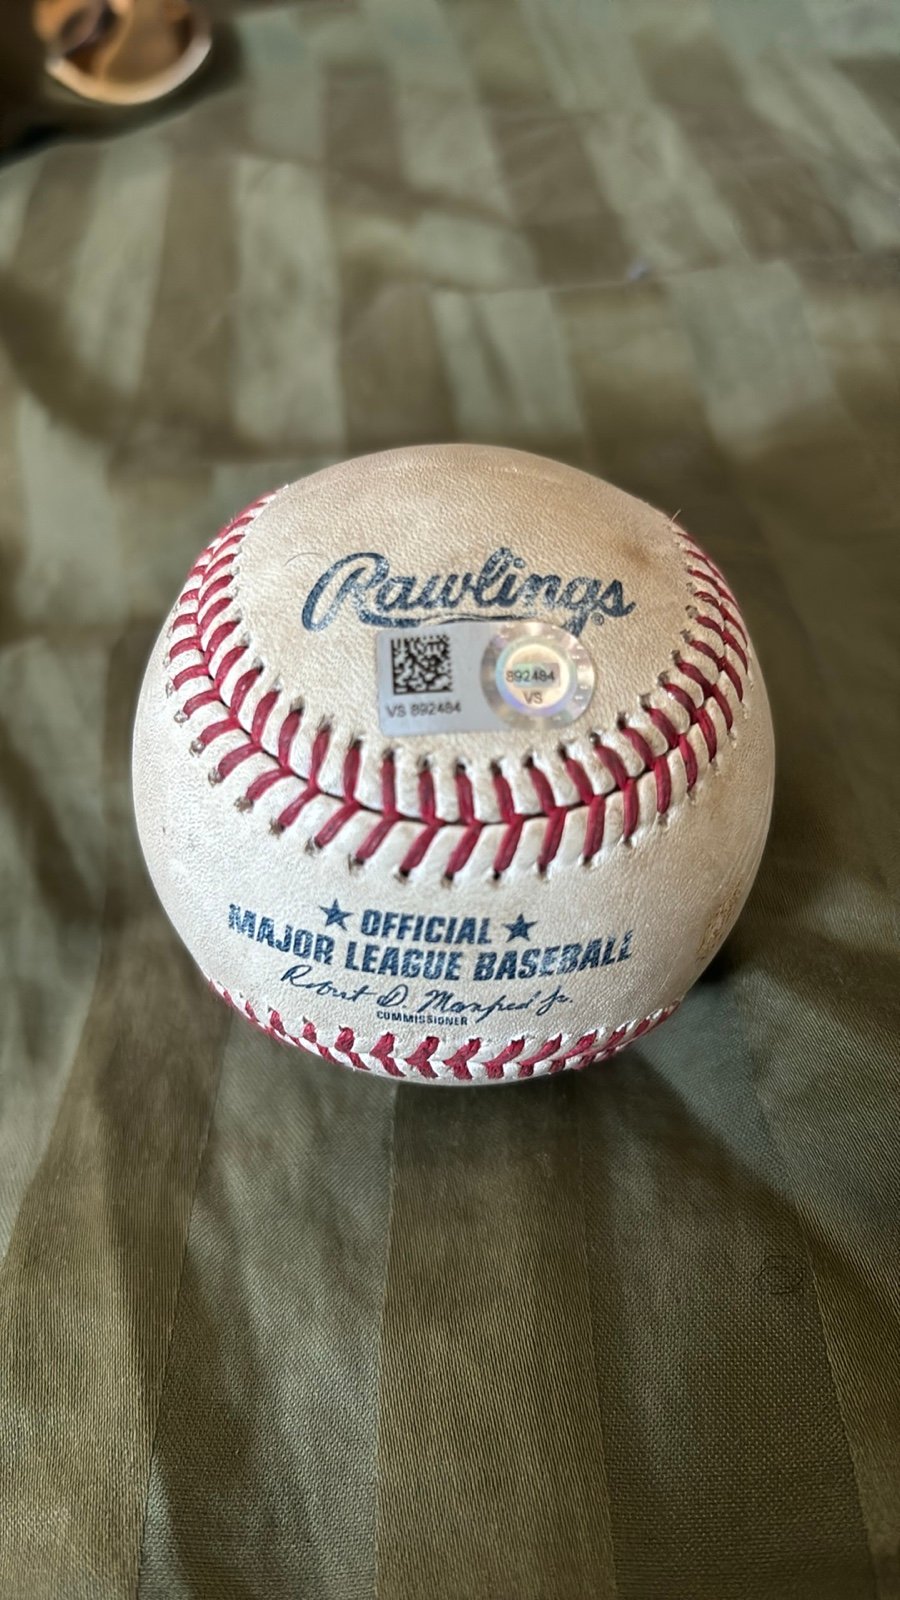 Rawlings
VS 892484
892484
VS
OFFICIAL
MAJOR LEAGUE BASEBALL
Robert D. Manfred Jr.
COMMISSIONER